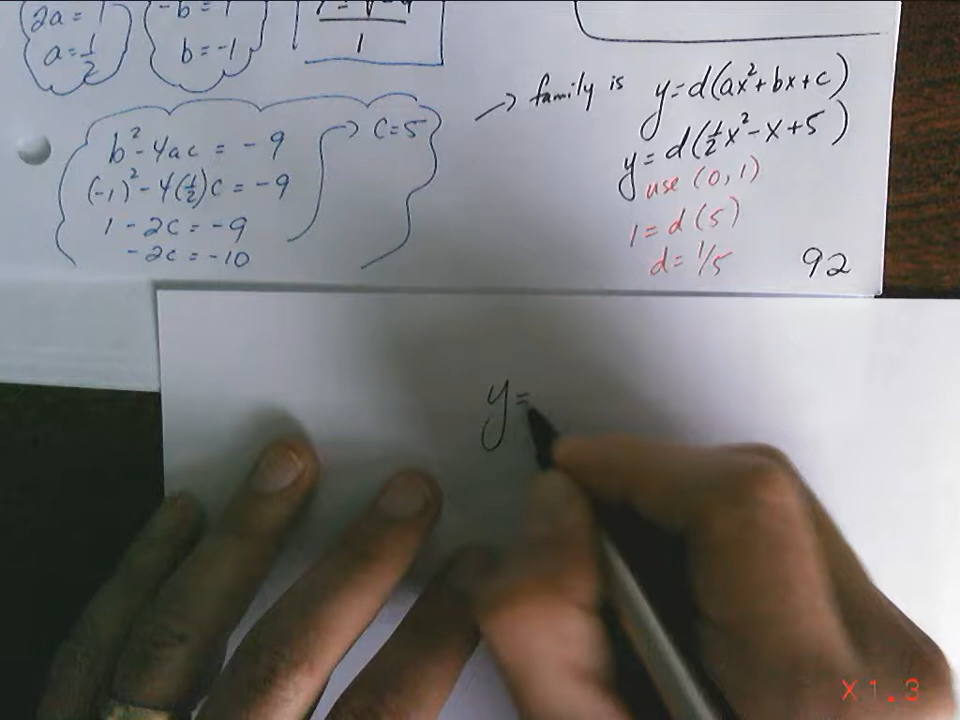 2a = 1
a = 1/2
-b = 1
b = -1
1
b² - 4ac = -9
(-1)² - 4(1/2)c = -9
1 - 2c = -9
-2c = -10
→ c = 5
→ family is y = d(ax² + bx + c)
y = d(1/2x² - x + 5)
use (0, 1)
1 = d(5)
d = 1/5
92
y =
X1.3